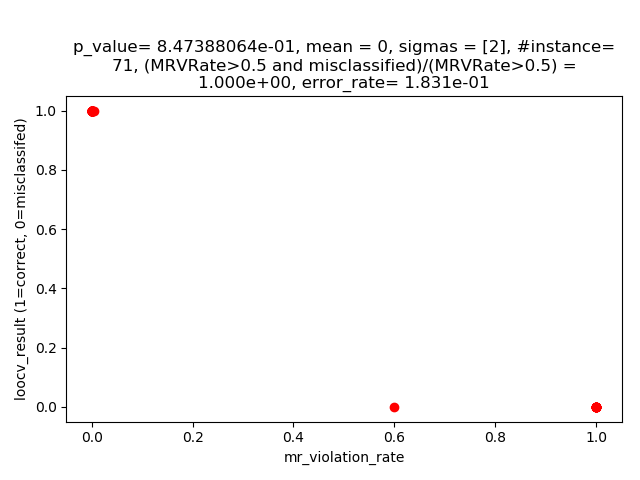 p_value= 8.47388064e-01, mean = 0, sigmas = [2], #instance=
71, (MRVRate>0.5 and misclassified)/(MRVRate>0.5) =
1.000e+00, error_rate= 1.831e-01
loocv_result (1=correct, 0=misclassifed)
1.0
0.8
0.6
0.4
0.2
0.0
0.0 0.2 0.4 0.6 0.8 1.0
mr_violation_rate